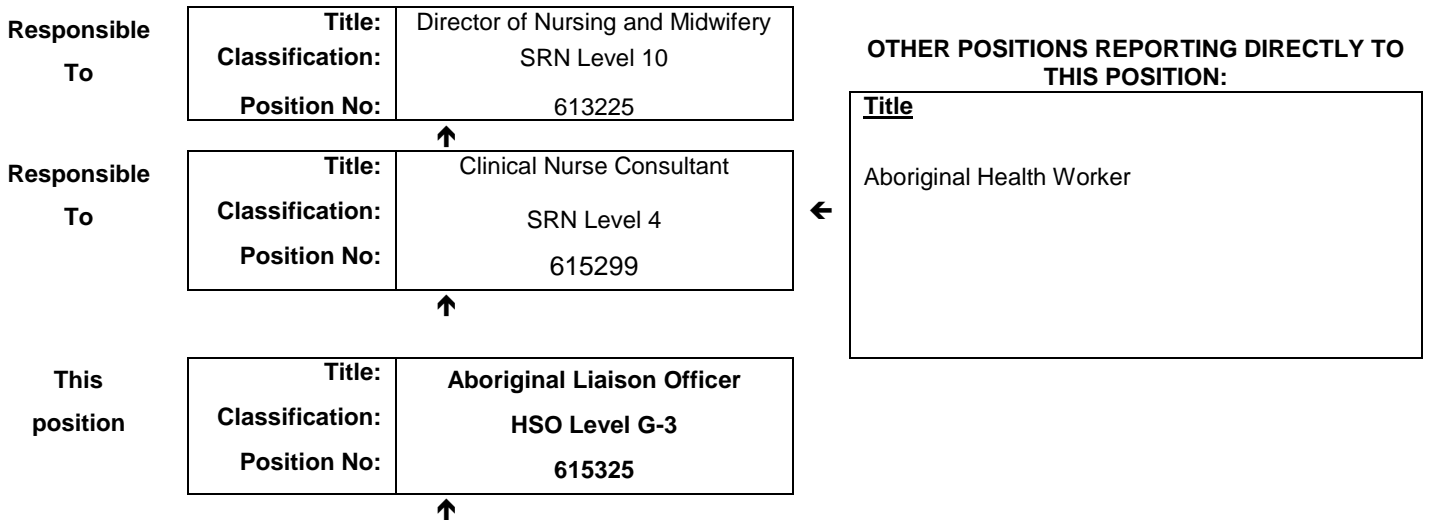 Responsible
To
Title: Director of Nursing and Midwifery
Classification: SRN Level 10
Position No: 613225
OTHER POSITIONS REPORTING DIRECTLY TO
THIS POSITION:
Title
Aboriginal Health Worker
Responsible
To
Title: Clinical Nurse Consultant
Classification: SRN Level 4
Position No: 615299
This
position
Title: Aboriginal Liaison Officer
Classification: HSO Level G-3
Position No: 615325